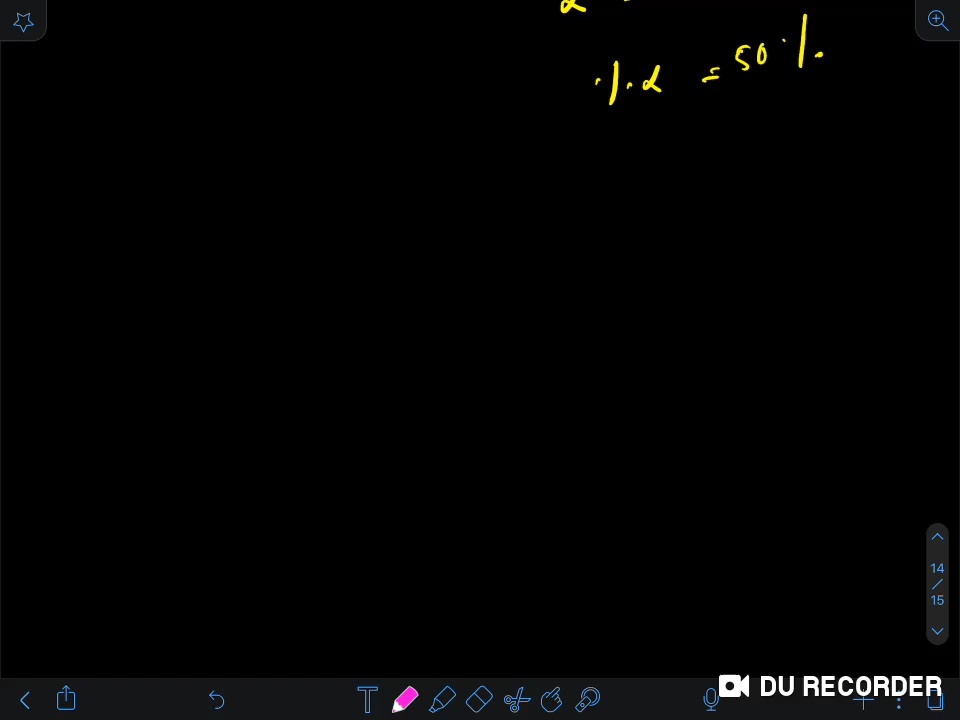 α
% α = 50 %
T
14
/
15
DU RECORDER